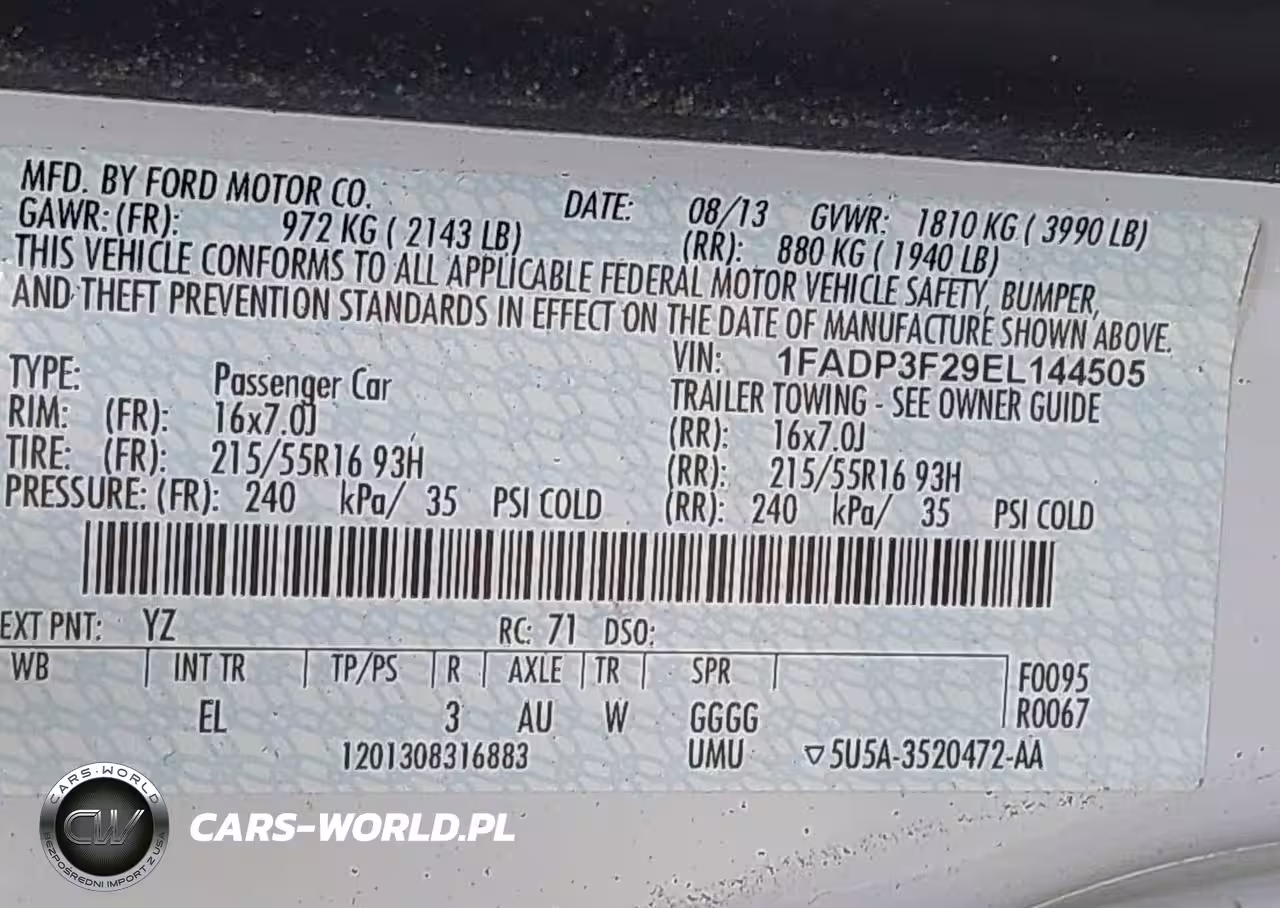 MFD. BY FORD MOTOR CO. DATE: 08/13 GVWR: 1810 KG ( 3990 LB)
GAWR: (FR): 972 KG ( 2143 LB) (RR): 880 KG ( 1940 LB)
THIS VEHICLE CONFORMS TO ALL APPLICABLE FEDERAL MOTOR VEHICLE SAFETY, BUMPER,
AND THEFT PREVENTION STANDARDS IN EFFECT ON THE DATE OF MANUFACTURE SHOWN ABOVE.
VIN: 1FADP3F29EL144505
TYPE: Passenger Car TRAILER TOWING - SEE OWNER GUIDE
RIM: (FR): 16x7.0J (RR): 16x7.0J
TIRE: (FR): 215/55R16 93H (RR): 215/55R16 93H
PRESSURE: (FR): 240 kPa/ 35 PSI COLD (RR): 240 kPa/ 35 PSI COLD
EXT PNT: YZ RC: 71 DSO:
WB INT TR TP/PS R AXLE TR SPR F0095
EL 3 AU W GGGG R0067
1201308316883 UMU ▽5U5A-3520472-AA
CARS-WORLD
CW
BEZPOŚREDNI IMPORT Z USA
CARS-WORLD.PL